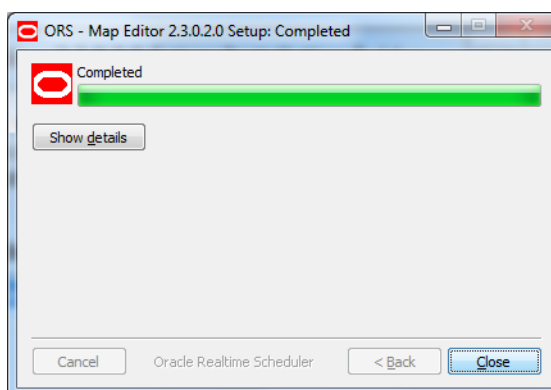 ORS - Map Editor 2.3.0.2.0 Setup: Completed
Completed
Show details
Cancel Oracle Realtime Scheduler < Back Close